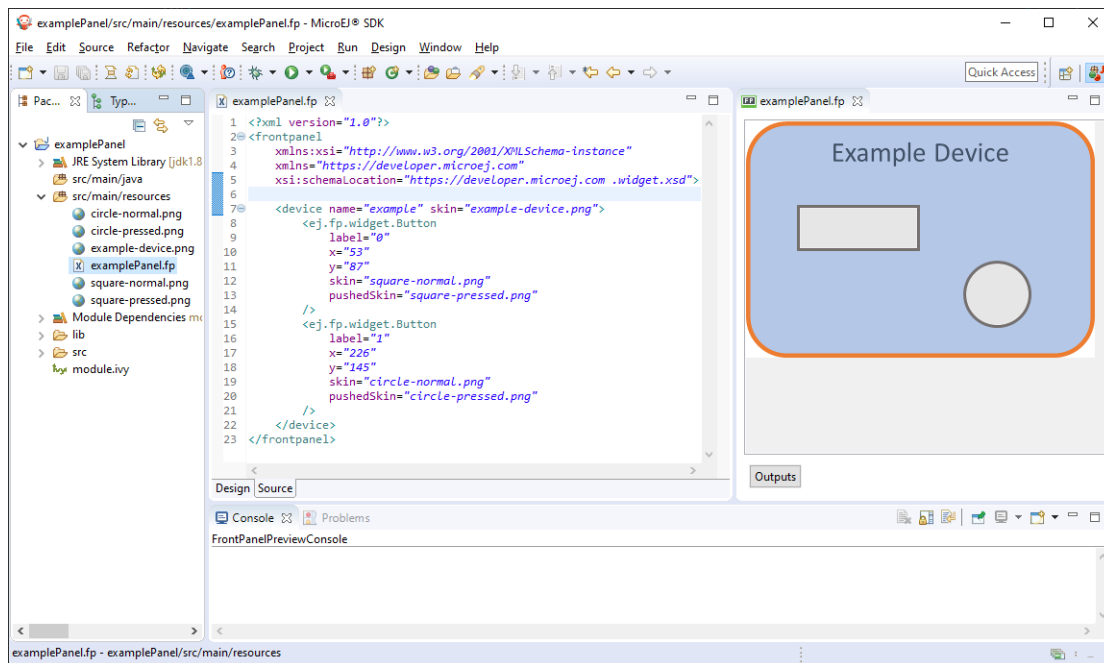 examplePanel/src/main/resources/examplePanel.fp - MicroEJ® SDK
File Edit Source Refactor Navigate Search Project Run Design Window Help
Quick Access
Pac... Typ...
examplePanel
JRE System Library [jdk1.8
src/main/java
src/main/resources
circle-normal.png
circle-pressed.png
example-device.png
examplePanel.fp
square-normal.png
square-pressed.png
Module Dependencies
lib
src
module.ivy
examplePanel.fp
1 <?xml version="1.0"?>
2 <frontpanel
3 xmlns:xsi="http://www.w3.org/2001/XMLSchema-instance"
4 xmlns="https://developer.microej.com"
5 xsi:schemaLocation="https://developer.microej.com .widget.xsd">
6
7 <device name="example" skin="example-device.png">
8 <ej.fp.widget.Button
9 label="0"
10 x="53"
11 y="87"
12 skin="square-normal.png"
13 pushedSkin="square-pressed.png"
14 />
15 <ej.fp.widget.Button
16 label="1"
17 x="226"
18 y="145"
19 skin="circle-normal.png"
20 pushedSkin="circle-pressed.png"
21 />
22 </device>
23 </frontpanel>
Design Source
examplePanel.fp
Example Device
Outputs
Console Problems
FrontPanelPreviewConsole
examplePanel.fp - examplePanel/src/main/resources